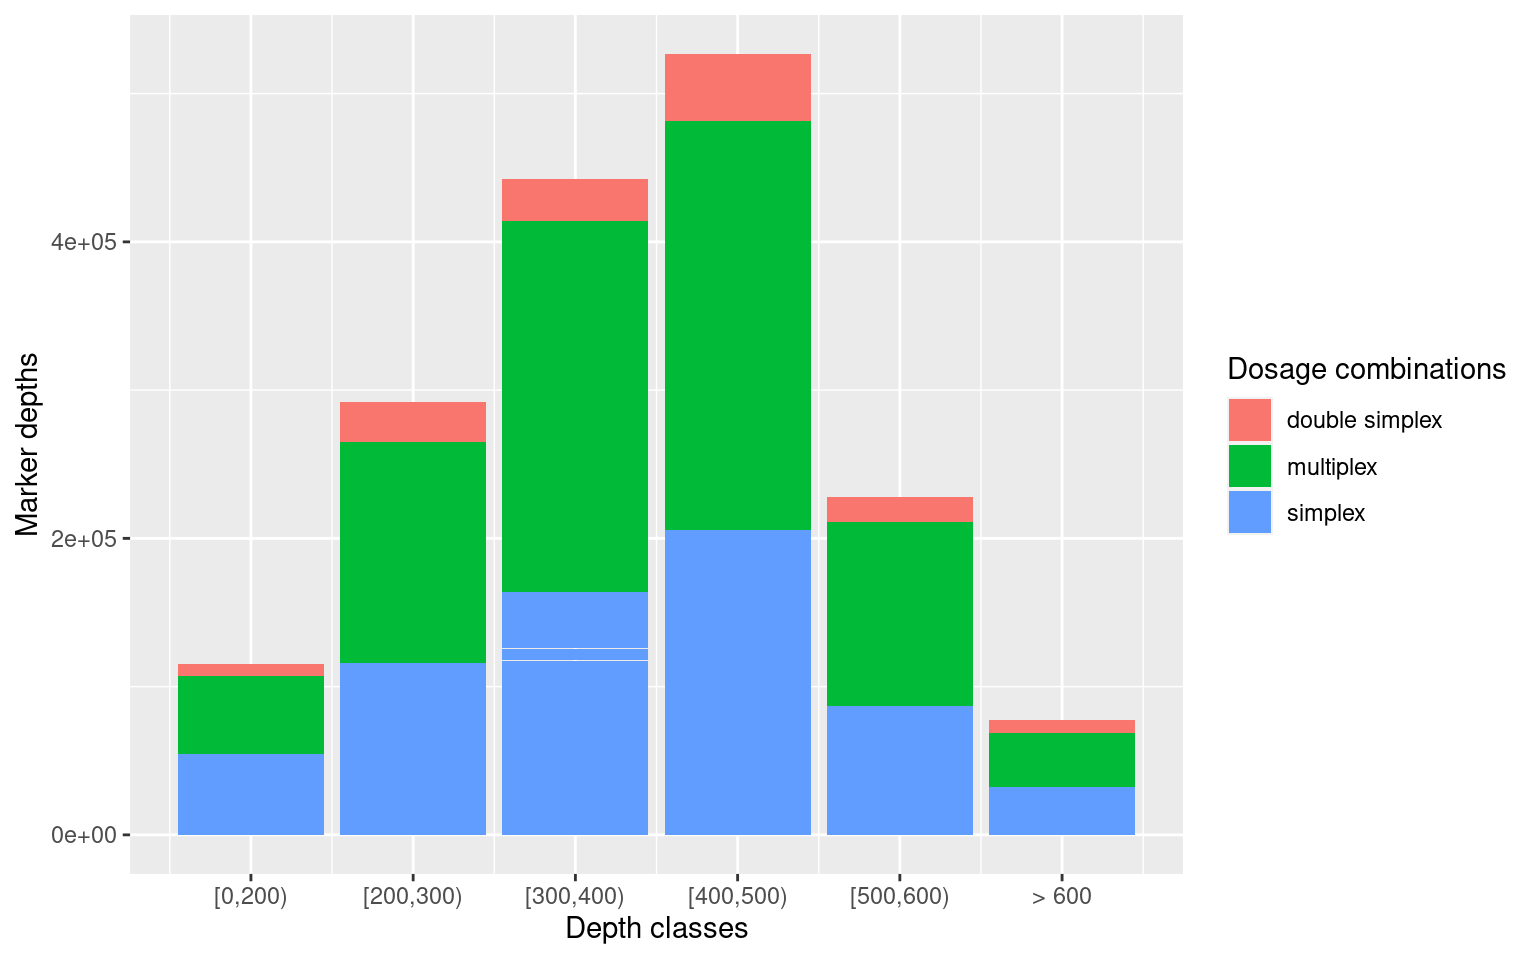 Marker depths
4e+05
2e+05
0e+00
[0,200)
[200,300)
[300,400)
[400,500)
[500,600)
> 600
Depth classes
Dosage combinations
double simplex
multiplex
simplex